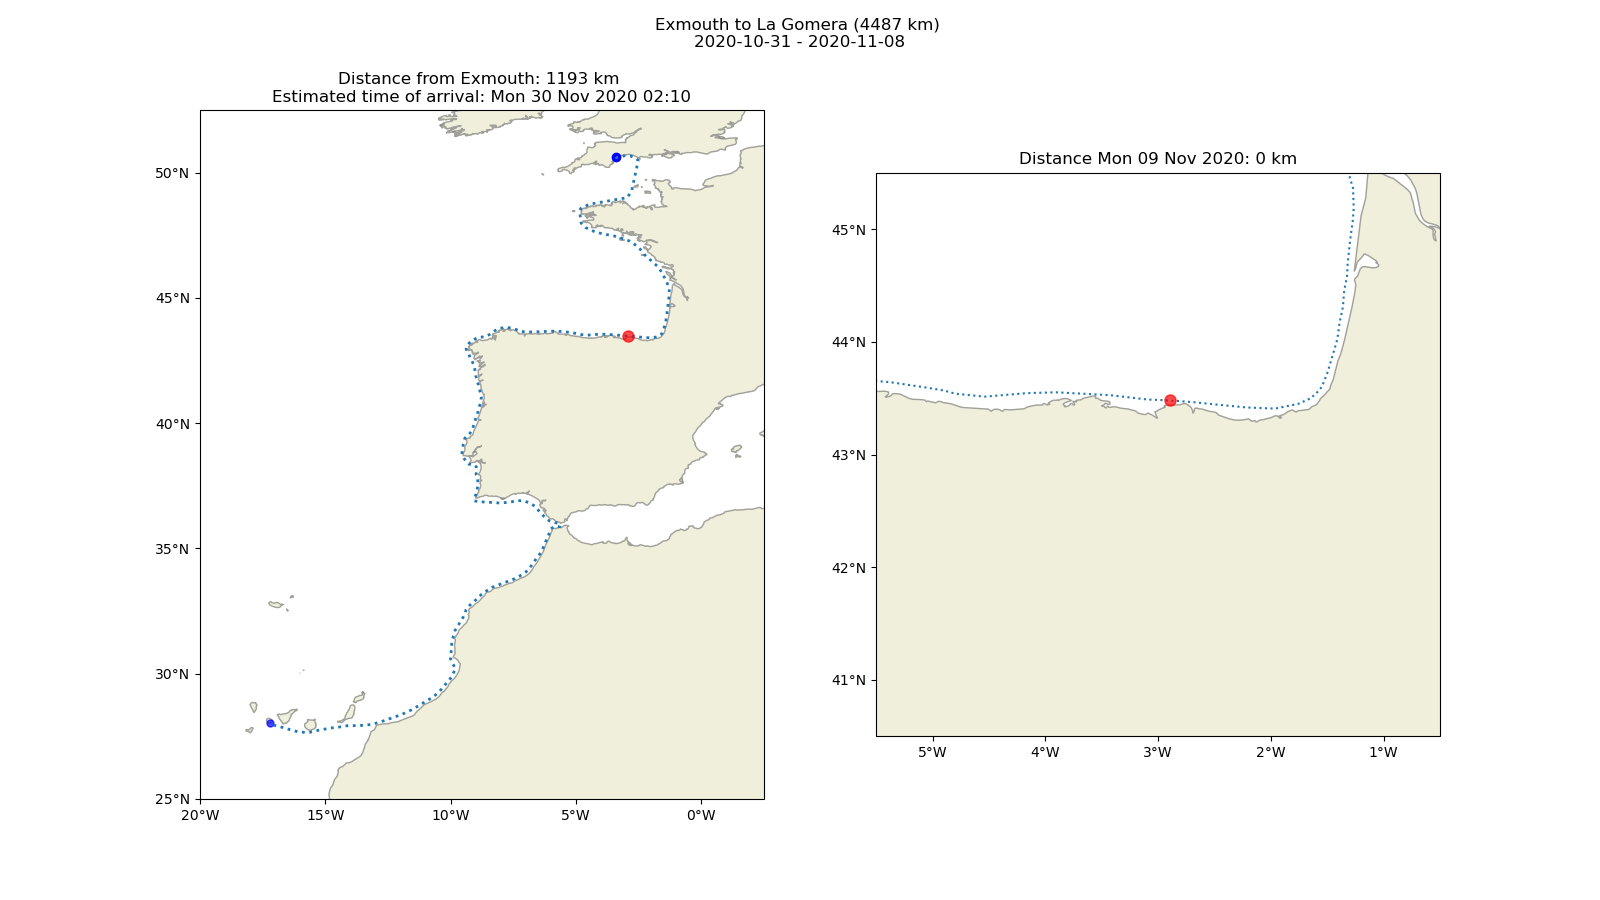 Exmouth to La Gomera (4487 km)
2020-10-31 - 2020-11-08
Distance from Exmouth: 1193 km
Estimated time of arrival: Mon 30 Nov 2020 02:10
50°N
45°N
40°N
35°N
30°N
25°N
20°W
15°W
10°W
5°W
0°W
Distance Mon 09 Nov 2020: 0 km
45°N
44°N
43°N
42°N
41°N
5°W
4°W
3°W
2°W
1°W